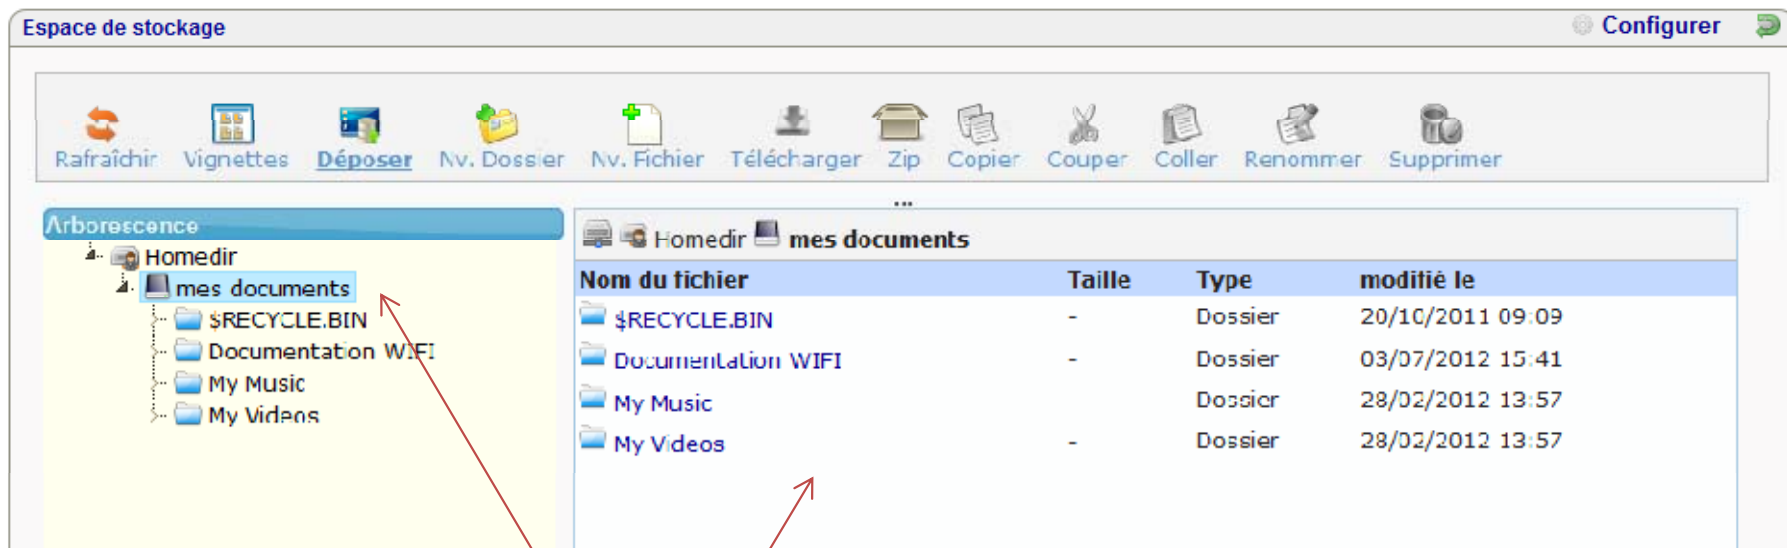 Espace de stockage Configurer
Rafraîchir Vignettes Déposer Nv. Dossier Nv. Fichier Télécharger Zip Copier Couper Coller Renommer Supprimer
...
Arborescence
Homedir
mes documents
$RECYCLE.BIN
Documentation WIFI
My Music
My Videos
Homedir mes documents
Nom du fichier Taille Type modifié le
$RECYCLE.BIN - Dossier 20/10/2011 09:09
Documentation WIFI - Dossier 03/07/2012 15:41
My Music Dossier 28/02/2012 13:57
My Videos - Dossier 28/02/2012 13:57